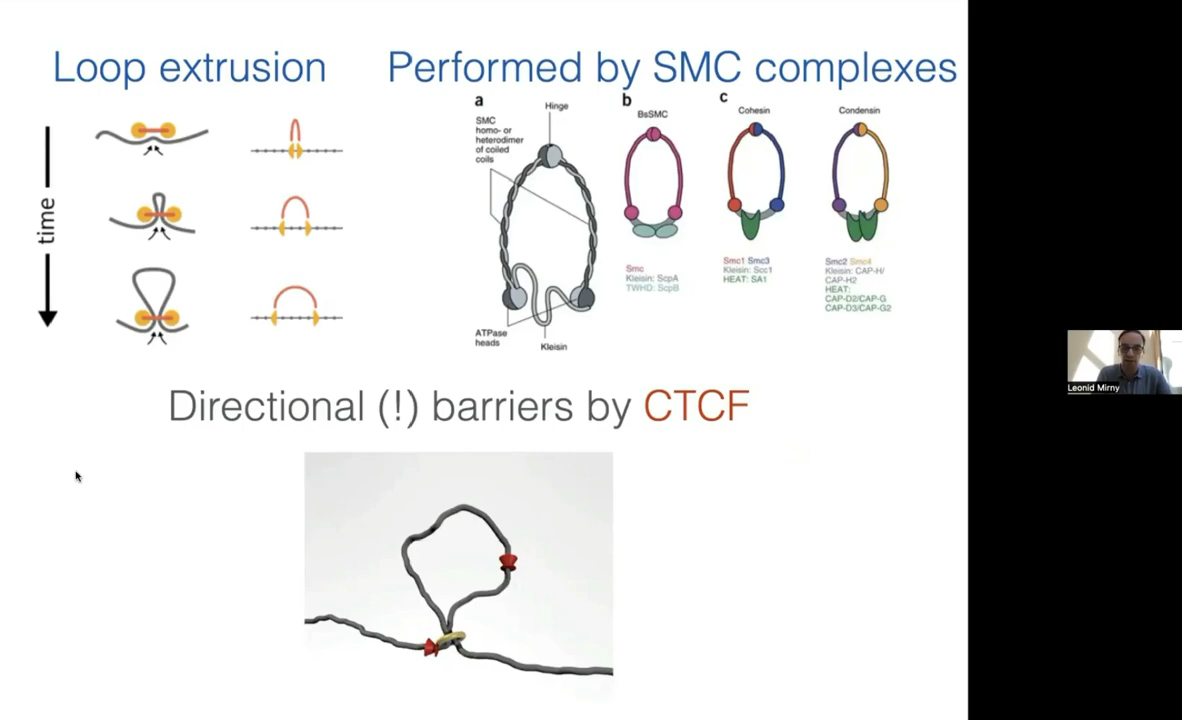 Loop extrusion
Performed by SMC complexes
time
a
Hinge
SMC
homo- or
heterodimer
of coiled
coils
ATPase
heads
Kleisin
b
BsSMC
Smc
Kleisin: ScpA
TWHD: ScpB
c
Cohesin
Smc1 Smc3
Kleisin: Scc1
HEAT: SA1
Condensin
Smc2 Smc4
Kleisin: CAP-H/
CAP-H2
HEAT:
CAP-D2/CAP-G
CAP-D3/CAP-G2
Directional (!) barriers by CTCF
Leonid Mirny